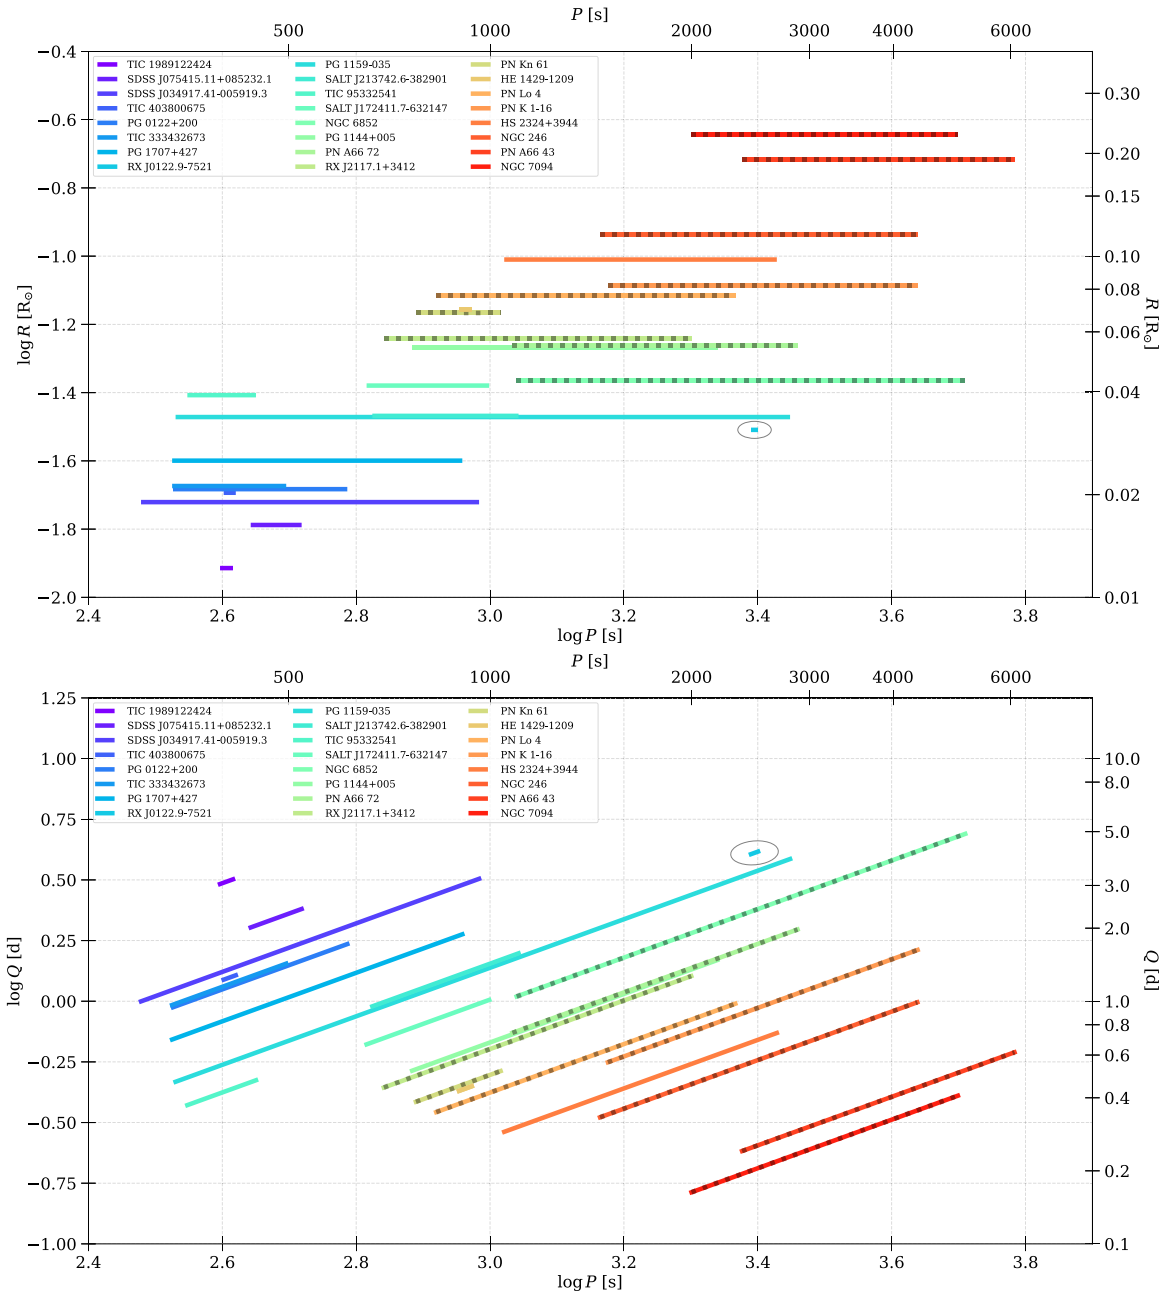 P [s]
500 1000 2000 3000 4000 6000
−0.4
TIC 1989122424 PG 1159-035 PN Kn 61
SDSS J075415.11+085232.1 SALT J213742.6-382901 HE 1429-1209
SDSS J034917.41-005919.3 TIC 95332541 PN Lo 4
TIC 403800675 SALT J172411.7-632147 PN K 1-16
PG 0122+200 NGC 6852 HS 2324+3944
TIC 333432673 PG 1144+005 NGC 246
PG 1707+427 PN A66 72 PN A66 43
RX J0122.9-7521 RX J2117.1+3412 NGC 7094
0.30
−0.6
0.20
−0.8
0.15
−1.0 0.10
0.08
−1.2
log R [R⊙] R [R⊙]
0.06
−1.4 0.04
−1.6
0.02
−1.8
−2.0 0.01
2.4 2.6 2.8 3.0 3.2 3.4 3.6 3.8
log P [s]
P [s]
500 1000 2000 3000 4000 6000
1.25
TIC 1989122424 PG 1159-035 PN Kn 61
SDSS J075415.11+085232.1 SALT J213742.6-382901 HE 1429-1209
SDSS J034917.41-005919.3 TIC 95332541 PN Lo 4
TIC 403800675 SALT J172411.7-632147 PN K 1-16
PG 0122+200 NGC 6852 HS 2324+3944
TIC 333432673 PG 1144+005 NGC 246
PG 1707+427 PN A66 72 PN A66 43
RX J0122.9-7521 RX J2117.1+3412 NGC 7094
1.00 10.0
8.0
0.75
5.0
0.50 3.0
2.0
0.25
log Q [d] Q [d]
0.00 1.0
0.8
−0.25
0.6
0.4
−0.50
0.2
−0.75
−1.00 0.1
2.4 2.6 2.8 3.0 3.2 3.4 3.6 3.8
log P [s]